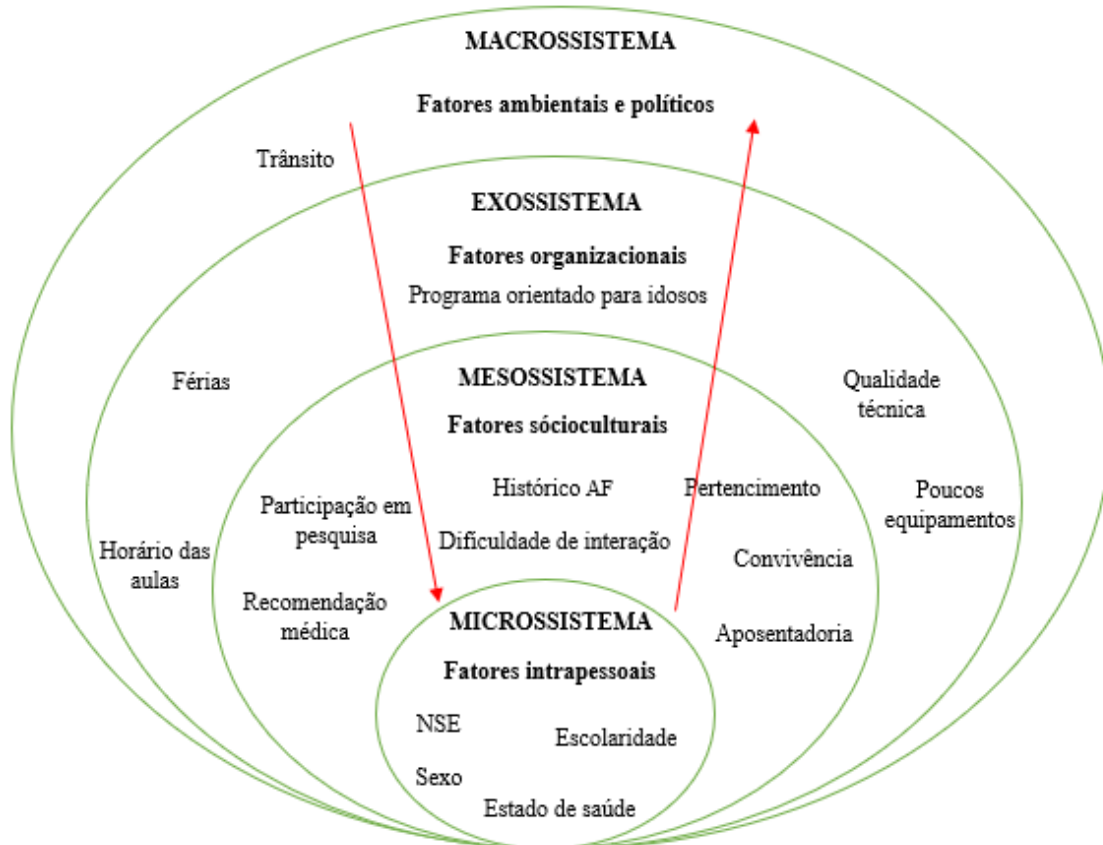 MACROSSISTEMA
Fatores ambientais e políticos
Trânsito
EXOSSISTEMA
Fatores organizacionais
Programa orientado para idosos
Férias
Qualidade
técnica
Horário das
aulas
Poucos
equipamentos
MESOSSISTEMA
Fatores sócioculturais
Histórico AF
Pertencimento
Participação em
pesquisa
Dificuldade de interação
Convivência
Recomendação
médica
Aposentadoria
MICROSSISTEMA
Fatores intrapessoais
NSE
Escolaridade
Sexo
Estado de saúde